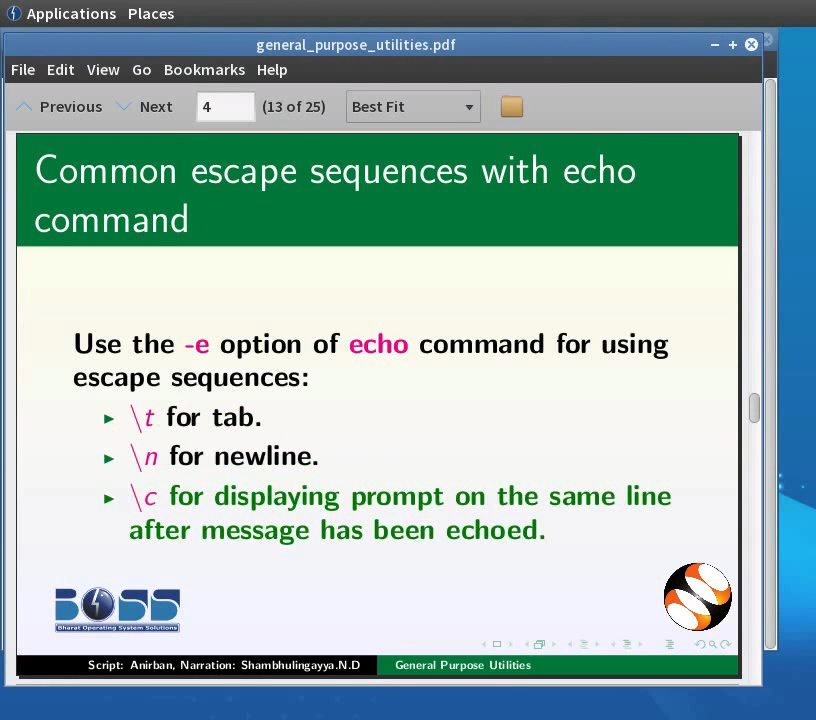 Applications Places
general_purpose_utilities.pdf
File Edit View Go Bookmarks Help
Previous Next 4 (13 of 25) Best Fit
Common escape sequences with echo
command
Use the -e option of echo command for using
escape sequences:
\t for tab.
\n for newline.
\c for displaying prompt on the same line
after message has been echoed.
BOSS
Bharat Operating System Solutions
Script: Anirban, Narration: Shambhulingayya.N.D General Purpose Utilities